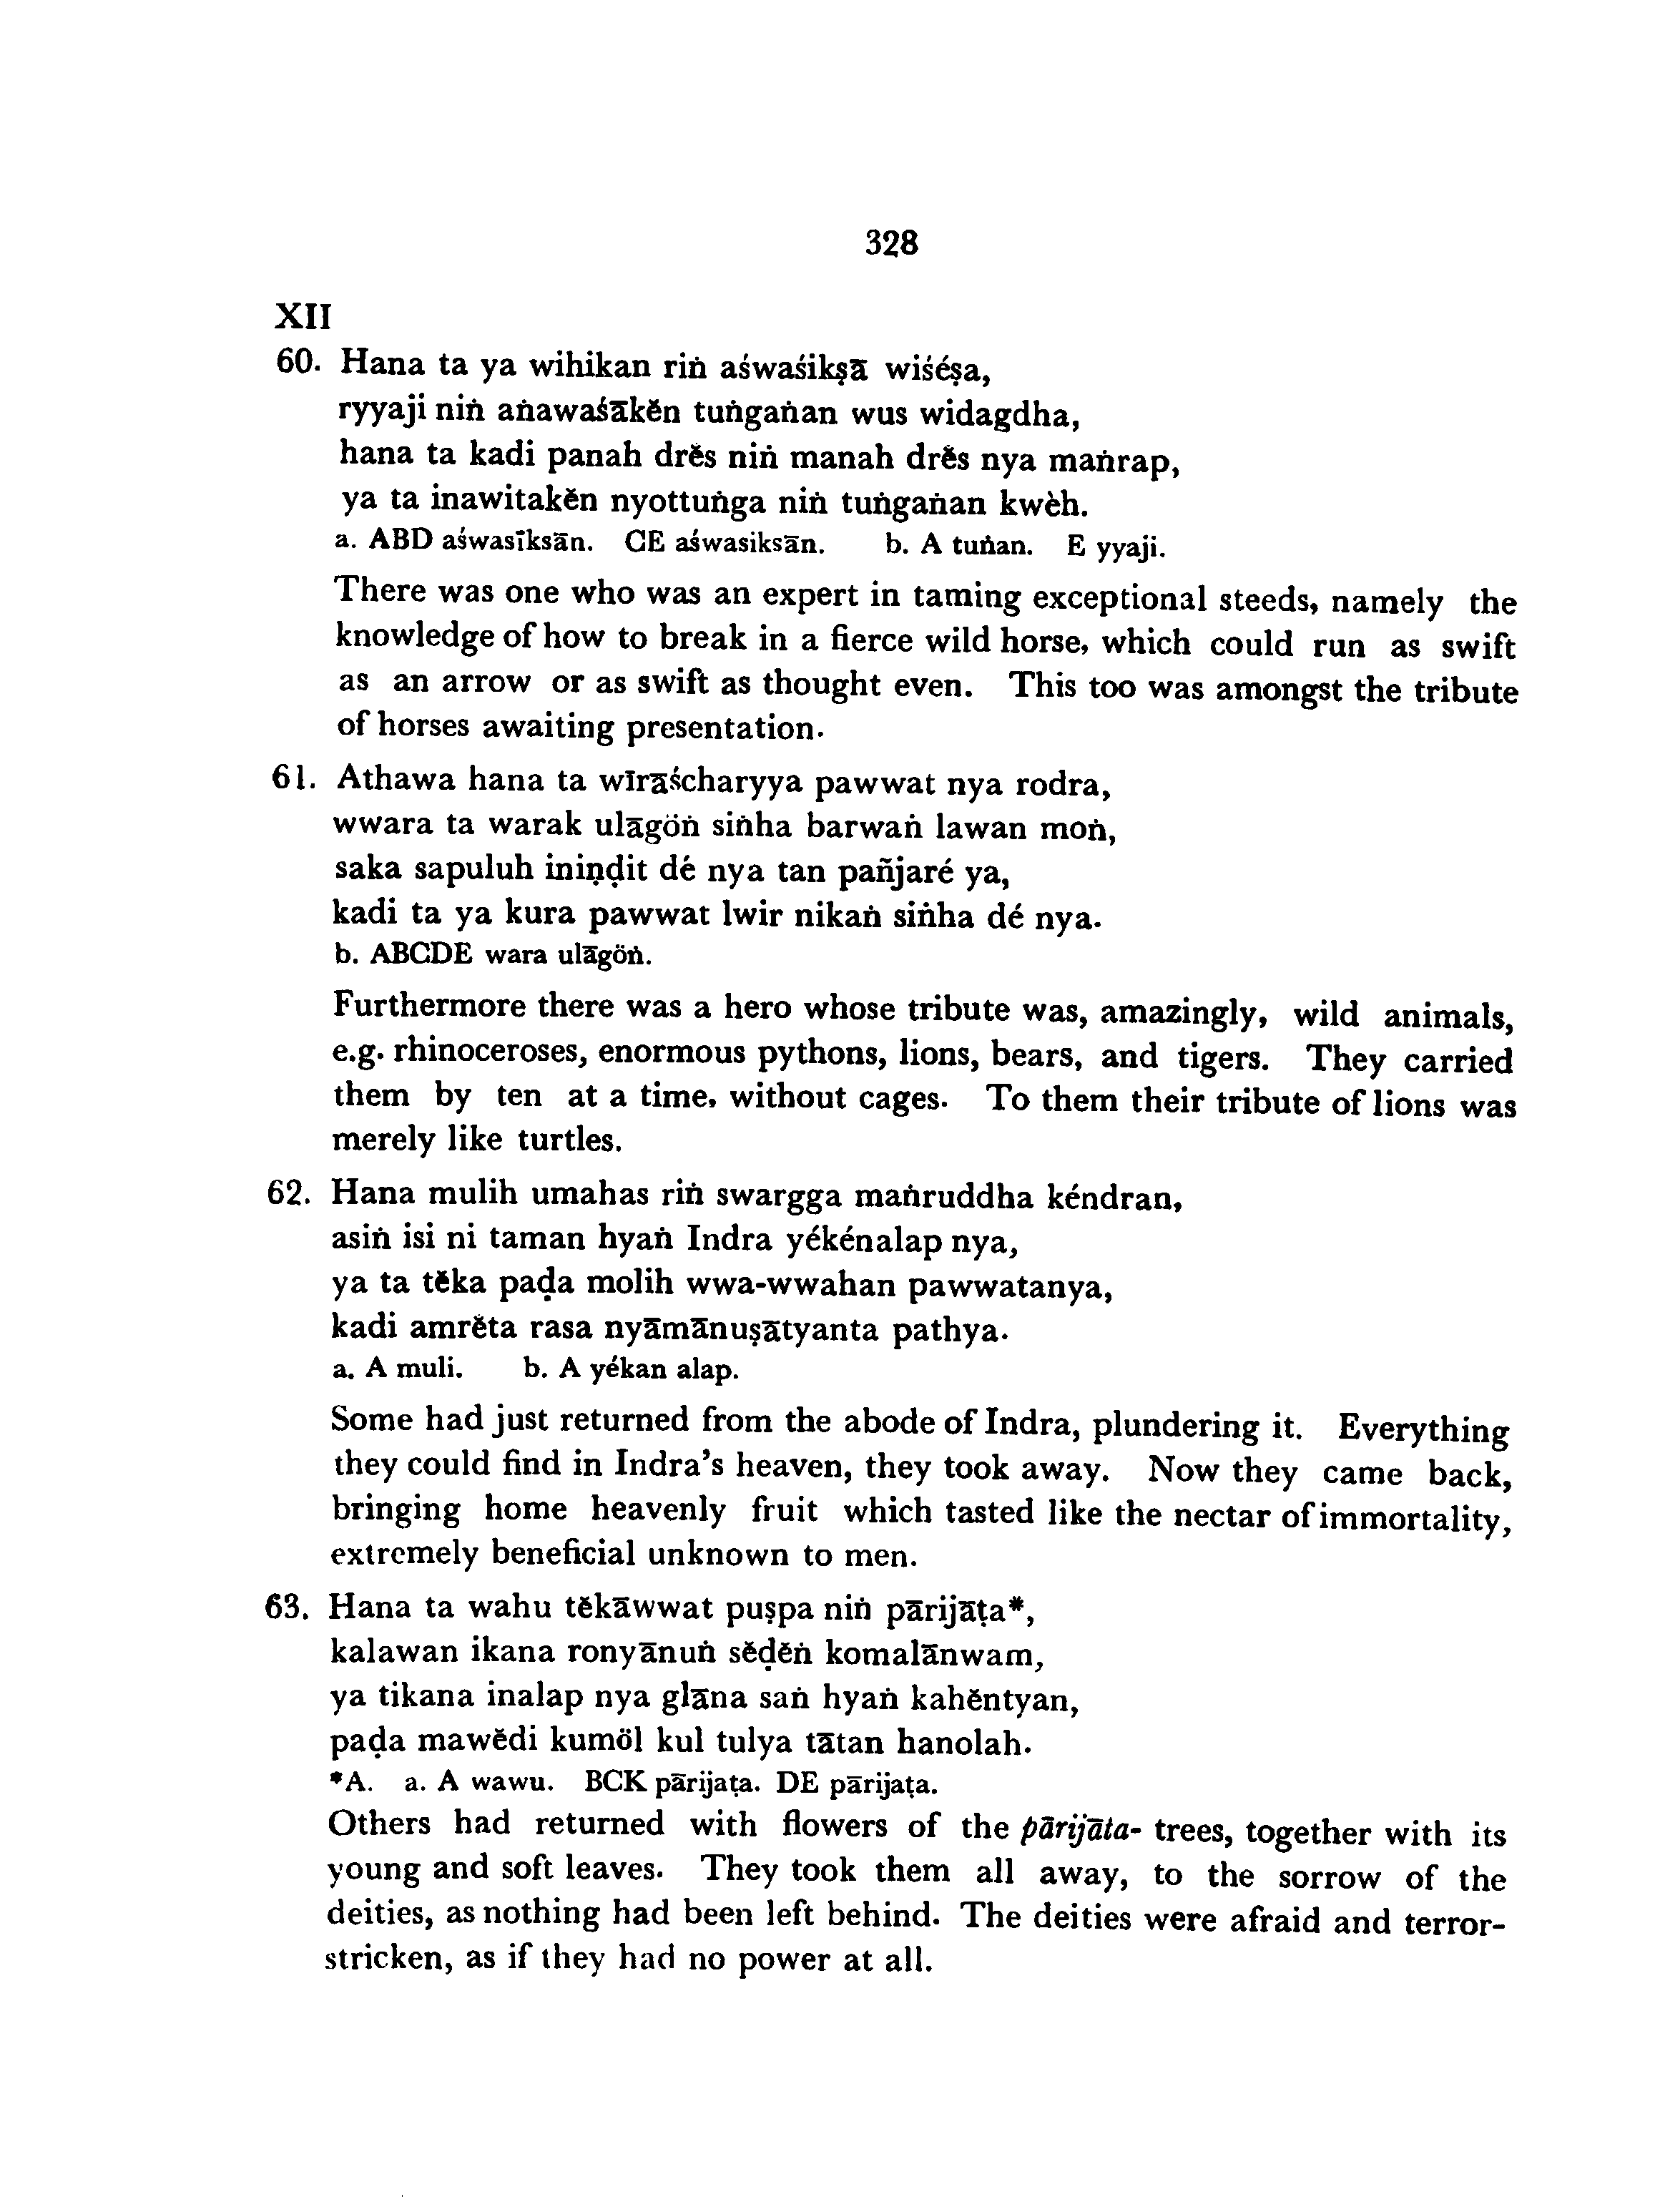 328
XII
60. Hana ta ya wihikan riṅ aśwaśikṣā wiśéṣa,
ryyaji niṅ aṅawaśākĕn tuṅgaṅan wus widagdha,
hana ta kadi panah drĕs niṅ manah drĕs nya maṅrap,
ya ta inawitakĕn nyottuṅga niṅ tuṅgaṅan kwèh.
a. ABD aśwasīksān. CE aśwasiksān. b. A tuṅan. E yyaji.
There was one who was an expert in taming exceptional steeds, namely the
knowledge of how to break in a fierce wild horse, which could run as swift
as an arrow or as swift as thought even. This too was amongst the tribute
of horses awaiting presentation.
61. Athawa hana ta wīrāścharyya pawwat nya rodra,
wwara ta warak ulāgöṅ siṅha barwaṅ lawan moṅ,
saka sapuluh iniṇḍit dé nya tan pañjaré ya,
kadi ta ya kura pawwat lwir nikaṅ siṅha dé nya.
b. ABCDE wara ulāgöṅ.
Furthermore there was a hero whose tribute was, amazingly, wild animals,
e.g. rhinoceroses, enormous pythons, lions, bears, and tigers. They carried
them by ten at a time, without cages. To them their tribute of lions was
merely like turtles.
62. Hana mulih umahas riṅ swargga maṅruddha kéndran,
asiṅ isi ni taman hyaṅ Indra yékénalap nya,
ya ta tĕka paḍa molih wwa-wwahan pawwatanya,
kadi amrĕta rasa nyāmānuṣātyanta pathya.
a. A muli. b. A yékan alap.
Some had just returned from the abode of Indra, plundering it. Everything
they could find in Indra's heaven, they took away. Now they came back,
bringing home heavenly fruit which tasted like the nectar of immortality,
extremely beneficial unknown to men.
63. Hana ta wahu tĕkāwwat puṣpa niṅ pārijāṭa*,
kalawan ikana ronyānuṅ sĕḍĕṅ komalānwam,
ya tikana inalap nya glāna saṅ hyaṅ kahĕntyan,
paḍa mawĕdi kumöl kul tulya tātan hanolah.
*A. a. A wawu. BCK pārijaṭa. DE pārijaṭa.
Others had returned with flowers of the pārijāta- trees, together with its
young and soft leaves. They took them all away, to the sorrow of the
deities, as nothing had been left behind. The deities were afraid and terror-
stricken, as if they had no power at all.